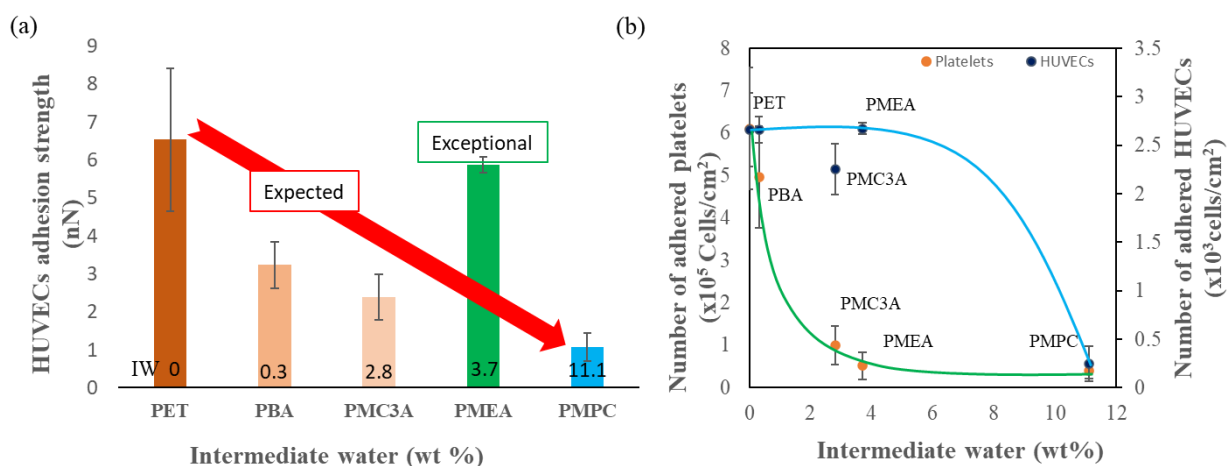 (a)
HUVECs adhesion strength
(nN)
9
8
7
6
5
4
3
2
1
0
Expected
Exceptional
IW 0
0.3
2.8
3.7
11.1
PET
PBA
PMC3A
PMEA
PMPC
Intermediate water (wt %)
(b)
Number of adhered platelets
(x10⁵ Cells/cm²)
8
7
6
5
4
3
2
1
0
Platelets
HUVECs
PET
PMEA
PBA
PMC3A
PMC3A
PMEA
PMPC
0
2
4
6
8
10
12
Intermediate water (wt%)
3.5
3
2.5
2
1.5
1
0.5
0
Number of adhered HUVECs
(x10³cells/cm²)